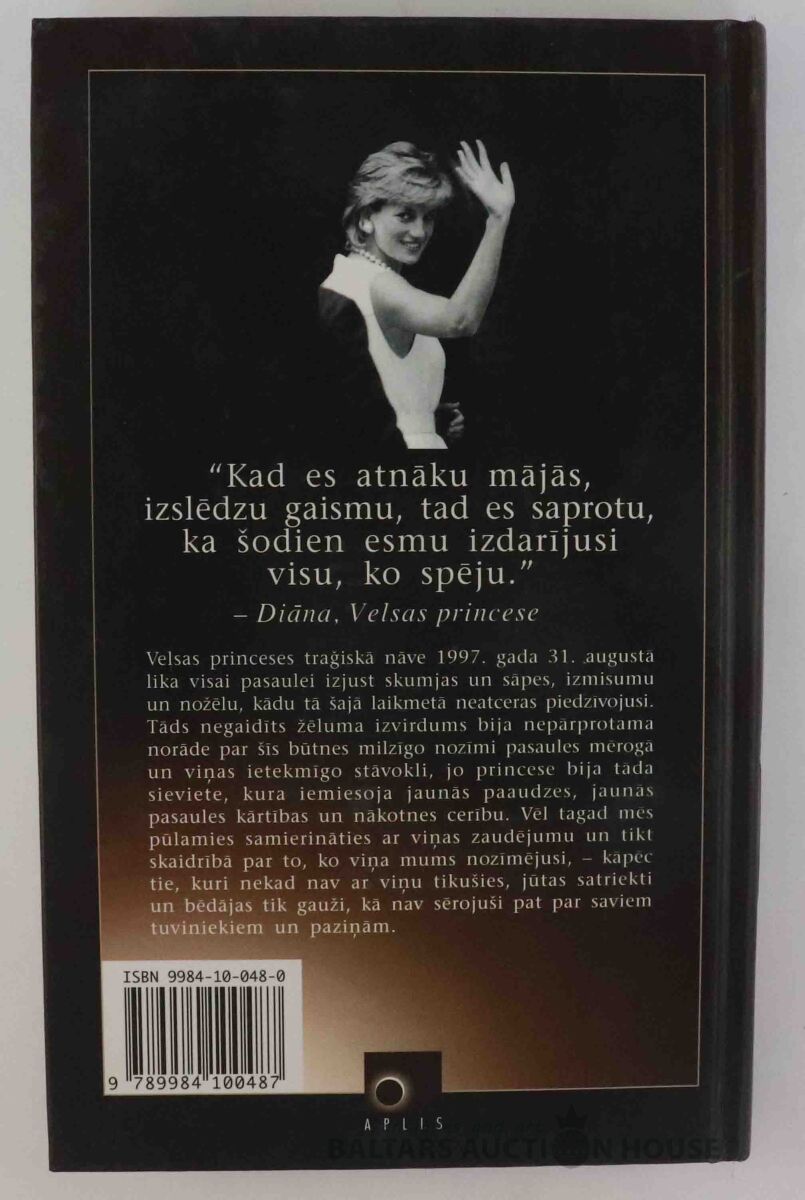 “Kad es atnāku mājās,
izslēdzu gaismu, tad es saprotu,
ka šodien esmu izdarījusi
visu, ko spēju.”
– Diāna, Velsas princese
Velsas princeses traģiskā nāve 1997. gada 31. augustā
lika visai pasaulei izjust skumjas un sāpes, izmisumu
un nožēlu, kādu tā šajā laikmetā neatceras piedzīvojusi.
Tāds negaidīts žēluma izvirdums bija nepārprotama
norāde par šīs būtnes milzīgo nozīmi pasaules mērogā
un viņas ietekmīgo stāvokli, jo princese bija tāda
sieviete, kura iemiesoja jaunās paaudzes, jaunās
pasaules kārtības un nākotnes cerību. Vēl tagad mēs
pūlamies samierināties ar viņas zaudējumu un tikt
skaidrībā par to, ko viņa mums nozīmējusi, – kāpēc
tie, kuri nekad nav ar viņu tikušies, jūtas satriekti
un bēdājas tik gauži, kā nav sērojuši pat par saviem
tuviniekiem un paziņām.
ISBN 9984-10-048-0
9 789984 100487
APLIS
BALTARS AUCTION HOUSE